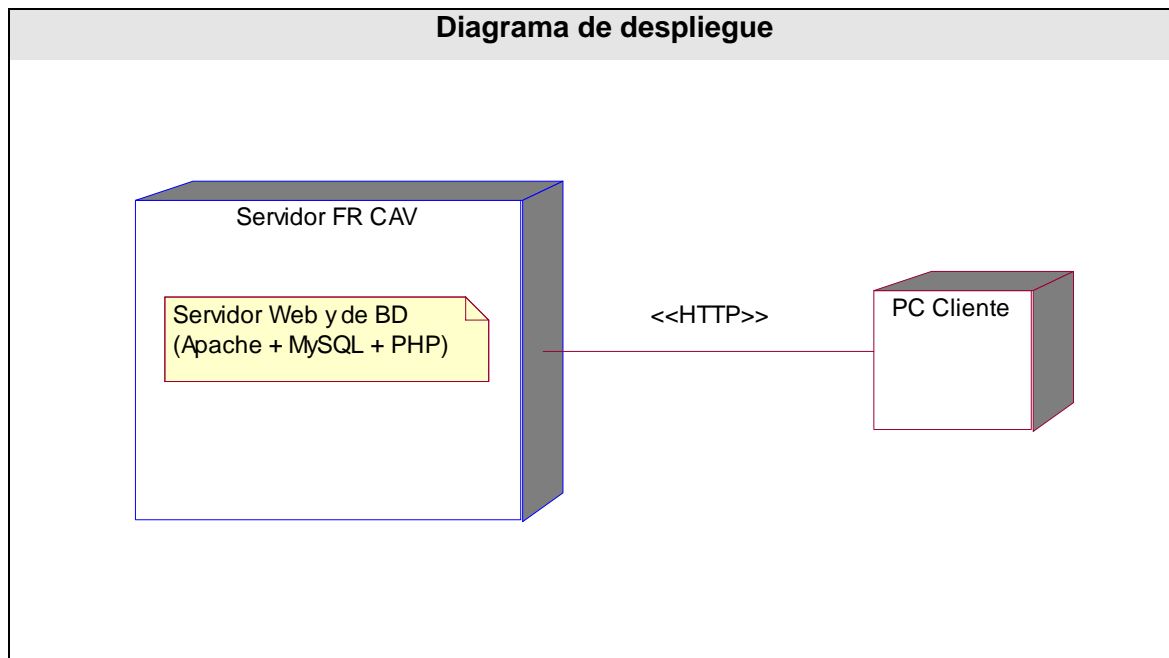 Diagrama de despliegue
Servidor FR CAV
Servidor Web y de BD
(Apache + MySQL + PHP)
<<HTTP>>
PC Cliente